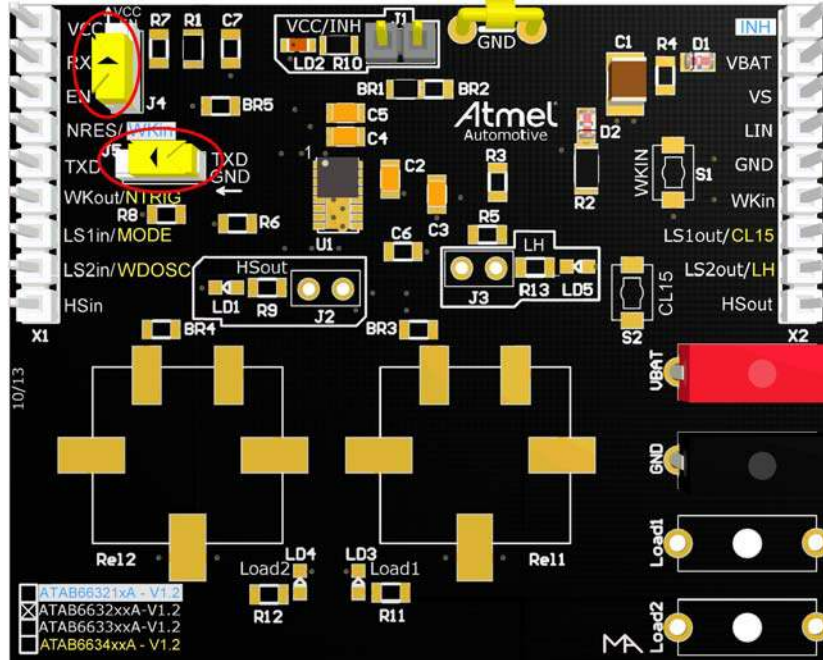 VCC
EN
VCC
R7
R1
C7
VCC/INH
J1
LD2
R10
GND
INH
RX
J4
BR1
BR2
C1
R4
D1
VBAT
EN
BR5
C5
Atmel
Automotive
VS
NRES/WKin
C4
D2
LIN
J5
TXD
TXD
GND
1
C2
R3
WKIN
S1
GND
WKout/NTRIG
R2
WKin
R8
R6
U1
C3
LS1in/MODE
C6
R5
LS1out/CL15
LS2in/WDOSC
HSout
LH
LS2out/LH
LD1
R9
J2
J3
R13
LD5
CL15
HSin
HSout
X1
BR4
BR3
S2
X2
10/13
VBAT
GND
Rel2
LD4
LD3
Rel1
Load2
Load1
Load1
R12
R11
Load2
ATAB66321xA - V1.2
ATAB6632xxA-V1.2
ATAB6633xxA-V1.2
ATAB6634xxA - V1.2
MA